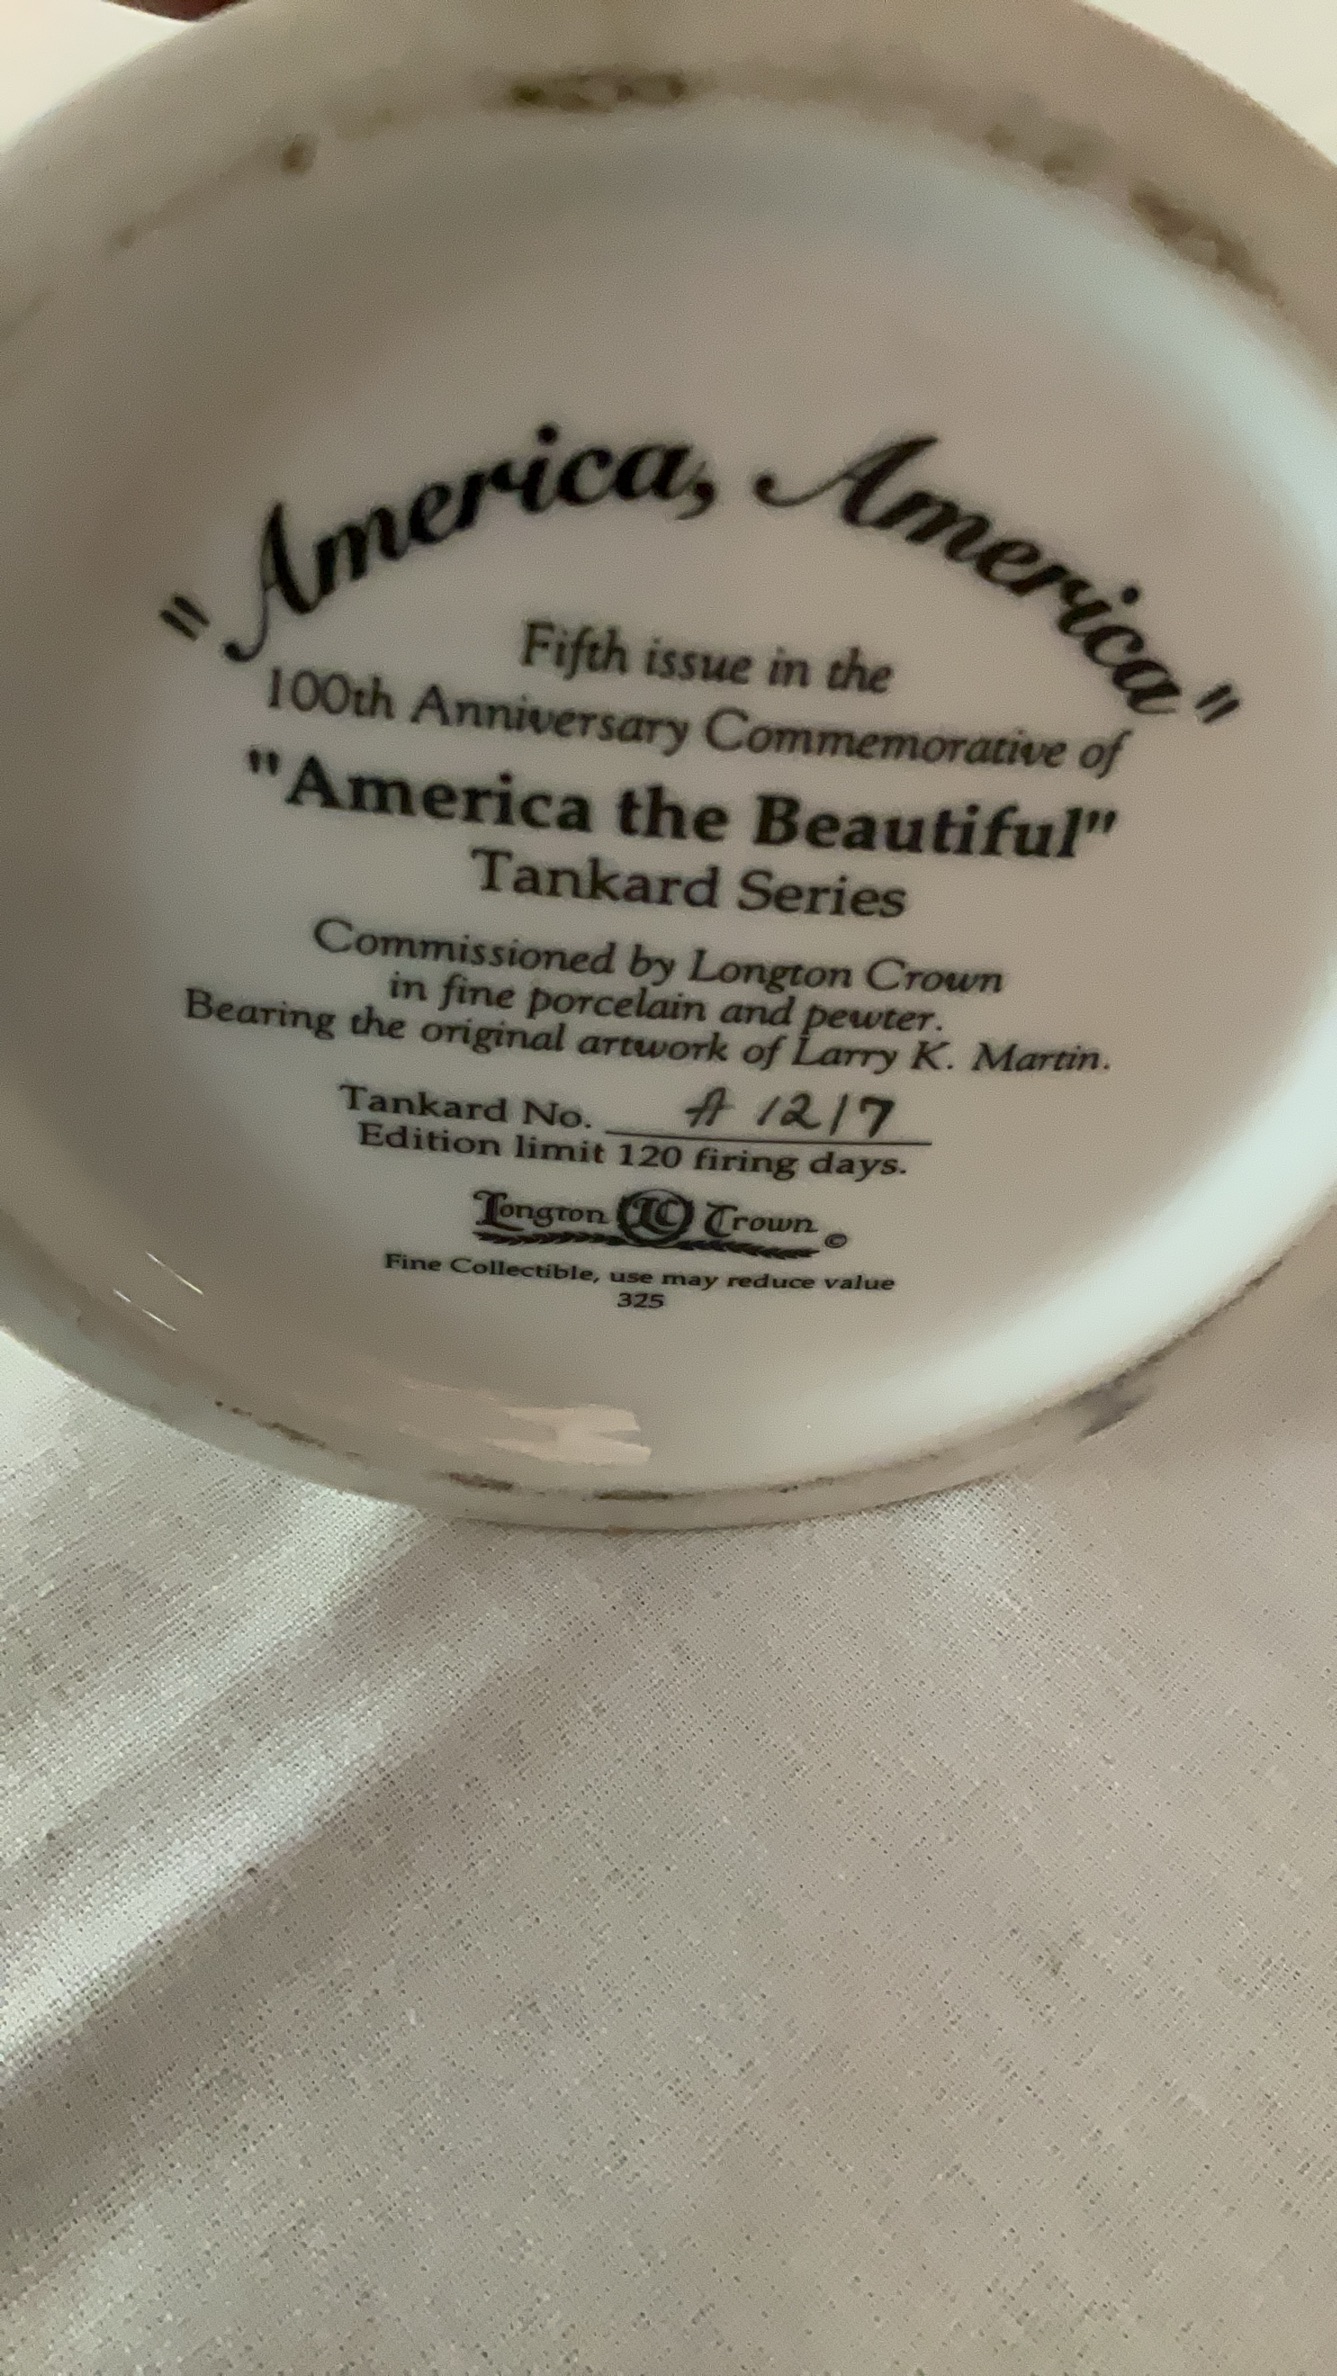 "America, America"
Fifth issue in the
100th Anniversary Commemorative of
"America the Beautiful"
Tankard Series
Commissioned by Longton Crown
in fine porcelain and pewter.
Bearing the original artwork of Larry K. Martin.
Tankard No. A 1217
Edition limit 120 firing days.
Longton LC Crown ©
Fine Collectible, use may reduce value
325